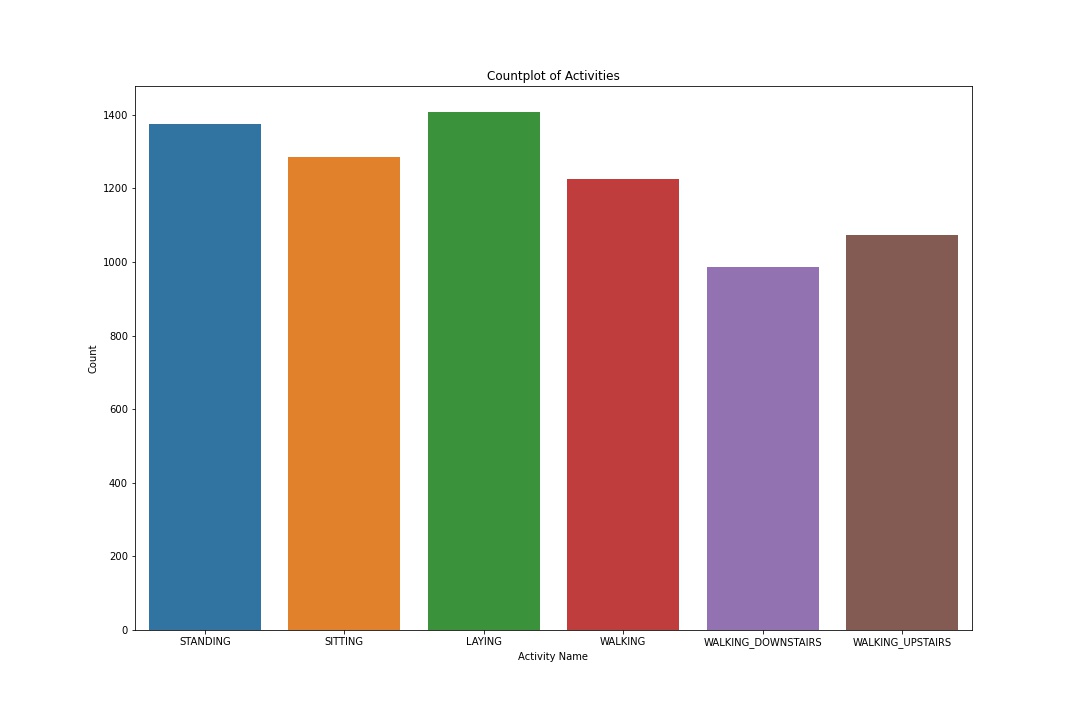 Countplot of Activities
1400
1200
1000
800
600
400
200
0
Count
STANDING SITTING LAYING WALKING WALKING_DOWNSTAIRS WALKING_UPSTAIRS
Activity Name